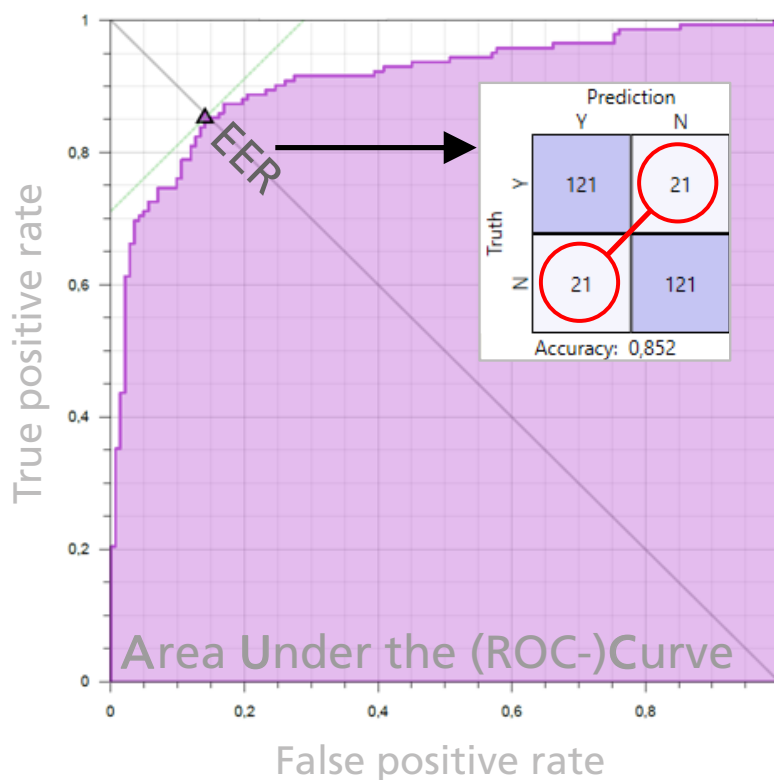 True positive rate
1
0,8
0,6
0,4
0,2
0
0
0,2
0,4
0,6
0,8
False positive rate
EER
Prediction
Y N
Truth
Y
121 21
N
21 121
Accuracy: 0,852
Area Under the (ROC-)Curve